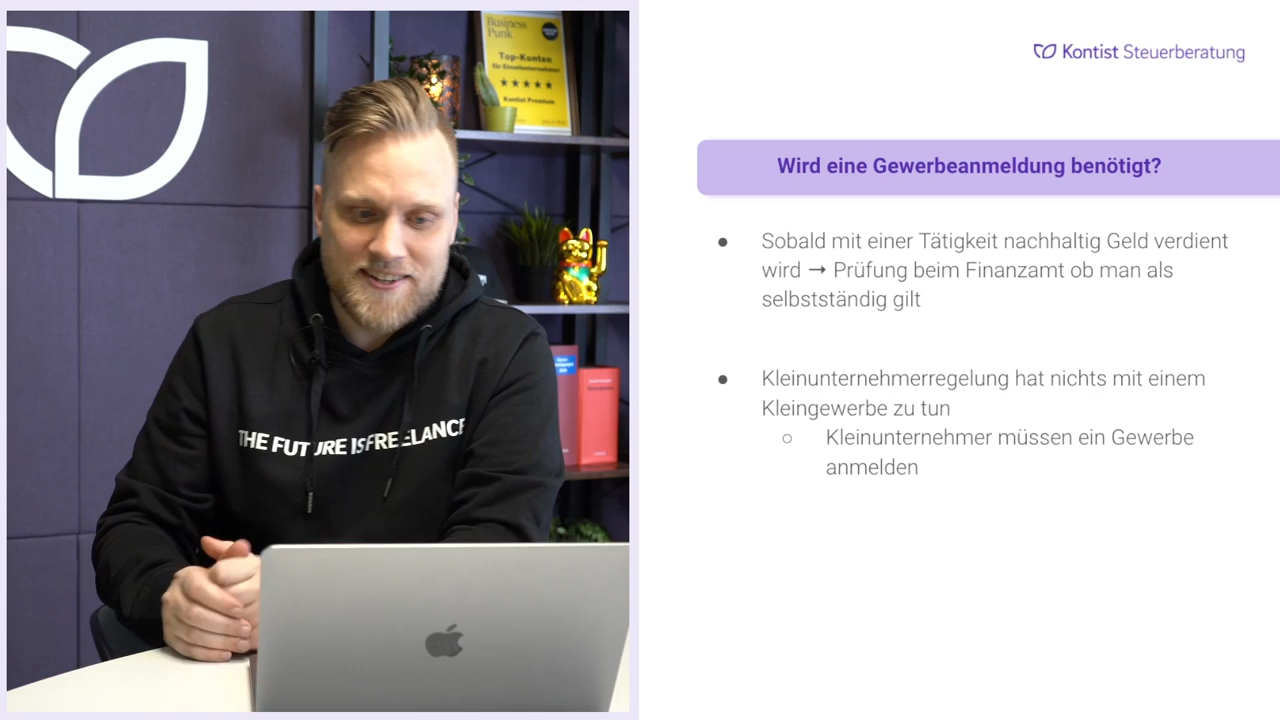 Business
Punk
Top-Konten
für Einzelunternehmer
Kontist Premium
THE FUTURE IS FREELANCE
Kontist Steuerberatung
Wird eine Gewerbeanmeldung benötigt?
● Sobald mit einer Tätigkeit nachhaltig Geld verdient
wird → Prüfung beim Finanzamt ob man als
selbstständig gilt
● Kleinunternehmerregelung hat nichts mit einem
Kleingewerbe zu tun
○ Kleinunternehmer müssen ein Gewerbe
anmelden